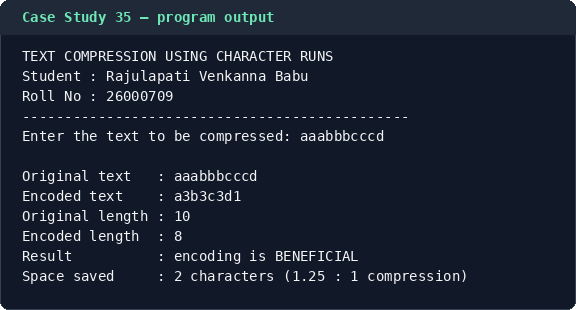 Case Study 35 — program output
TEXT COMPRESSION USING CHARACTER RUNS
Student : Rajulapati Venkanna Babu
Roll No : 26000709
----------------------------------------------
Enter the text to be compressed: aaabbbcccd
Original text   : aaabbbcccd
Encoded text    : a3b3c3d1
Original length : 10
Encoded length  : 8
Result          : encoding is BENEFICIAL
Space saved     : 2 characters (1.25 : 1 compression)